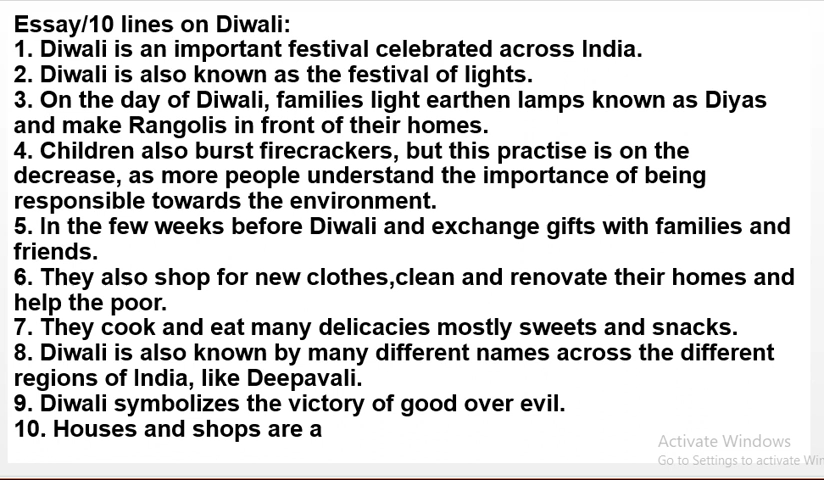 Essay/10 lines on Diwali:
1. Diwali is an important festival celebrated across India.
2. Diwali is also known as the festival of lights.
3. On the day of Diwali, families light earthen lamps known as Diyas
and make Rangolis in front of their homes.
4. Children also burst firecrackers, but this practise is on the
decrease, as more people understand the importance of being
responsible towards the environment.
5. In the few weeks before Diwali and exchange gifts with families and
friends.
6. They also shop for new clothes,clean and renovate their homes and
help the poor.
7. They cook and eat many delicacies mostly sweets and snacks.
8. Diwali is also known by many different names across the different
regions of India, like Deepavali.
9. Diwali symbolizes the victory of good over evil.
10. Houses and shops are a
Activate Windows
Go to Settings to activate Win